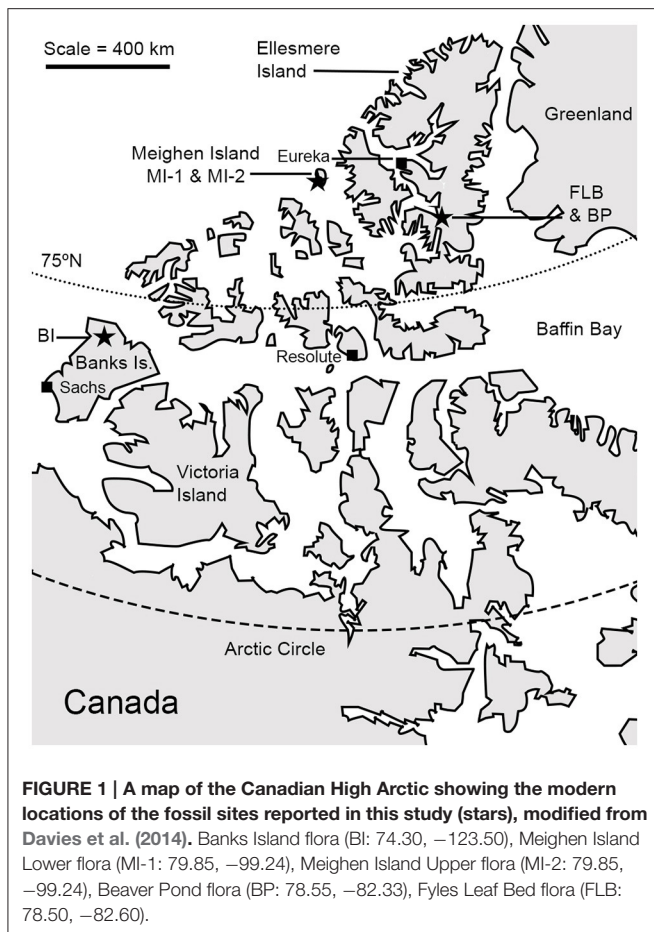 Scale = 400 km
Ellesmere
Island
Greenland
Meighen Island
MI-1 & MI-2
Eureka
FLB
& BP
75ºN
BI
Banks Is.
Baffin Bay
Resolute
Sachs
Victoria
Island
Arctic Circle
Canada
FIGURE 1 | A map of the Canadian High Arctic showing the modern
locations of the fossil sites reported in this study (stars), modified from
Davies et al. (2014). Banks Island flora (BI: 74.30, −123.50), Meighen Island
Lower flora (MI-1: 79.85, −99.24), Meighen Island Upper flora (MI-2: 79.85,
−99.24), Beaver Pond flora (BP: 78.55, −82.33), Fyles Leaf Bed flora (FLB:
78.50, −82.60).